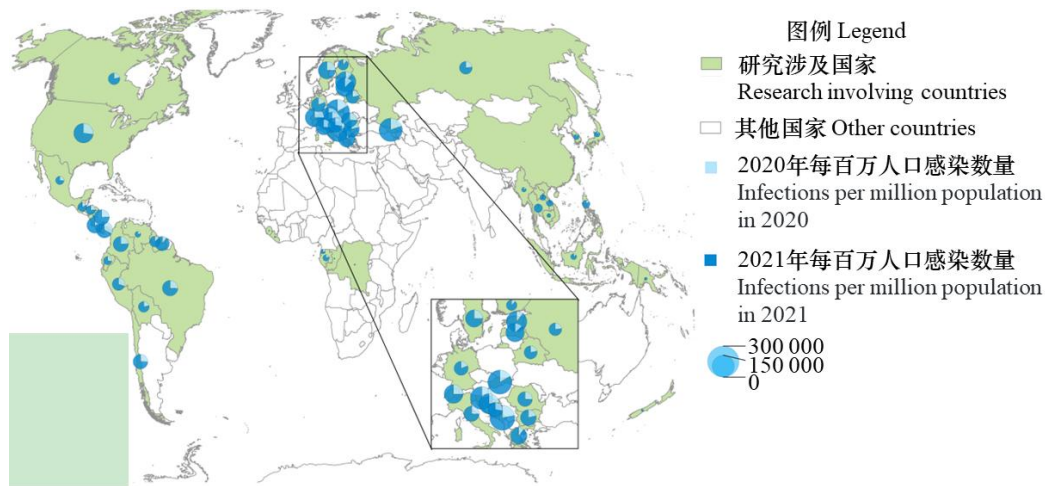 图例 Legend
研究涉及国家
Research involving countries
其他国家 Other countries
2020年每百万人口感染数量
Infections per million population
in 2020
2021年每百万人口感染数量
Infections per million population
in 2021
300 000
150 000
0